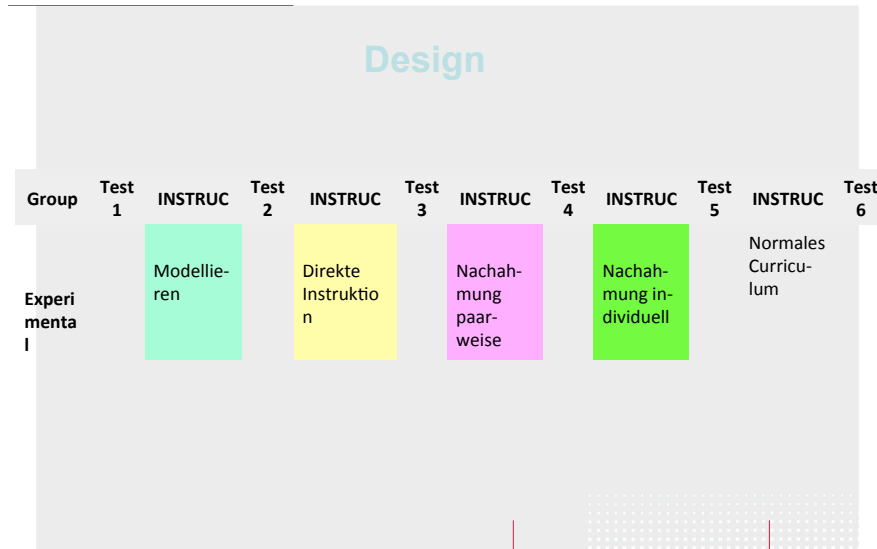 Design
Group Test 1 INSTRUC Test 2 INSTRUC Test 3 INSTRUC Test 4 INSTRUC Test 5 INSTRUC Test 6
Experi
menta
l
Modellie-
ren
Direkte
Instruktio
n
Nachah-
mung
paar-
weise
Nachah-
mung in-
dividuell
Normales
Curricu-
lum